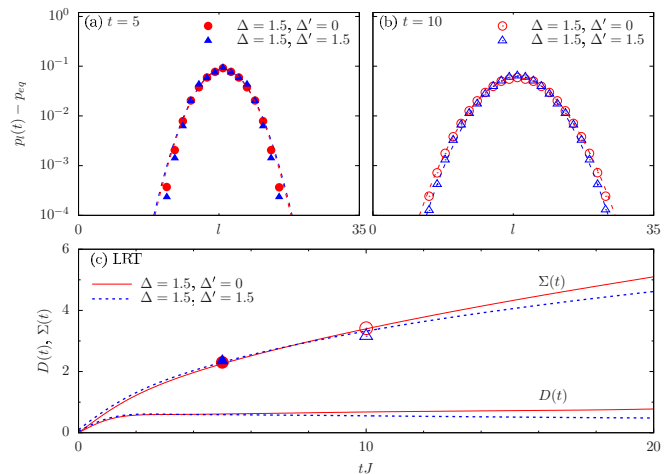 10^0
10^-1
10^-2
10^-3
10^-4
p_l(t) − p_eq
(a) t = 5
Δ = 1.5, Δ′ = 0
Δ = 1.5, Δ′ = 1.5
0
l
35
(b) t = 10
Δ = 1.5, Δ′ = 0
Δ = 1.5, Δ′ = 1.5
0
l
35
6
4
2
0
D(t), Σ(t)
(c) LRT
Δ = 1.5, Δ′ = 0
Δ = 1.5, Δ′ = 1.5
Σ(t)
D(t)
0
10
20
tJ